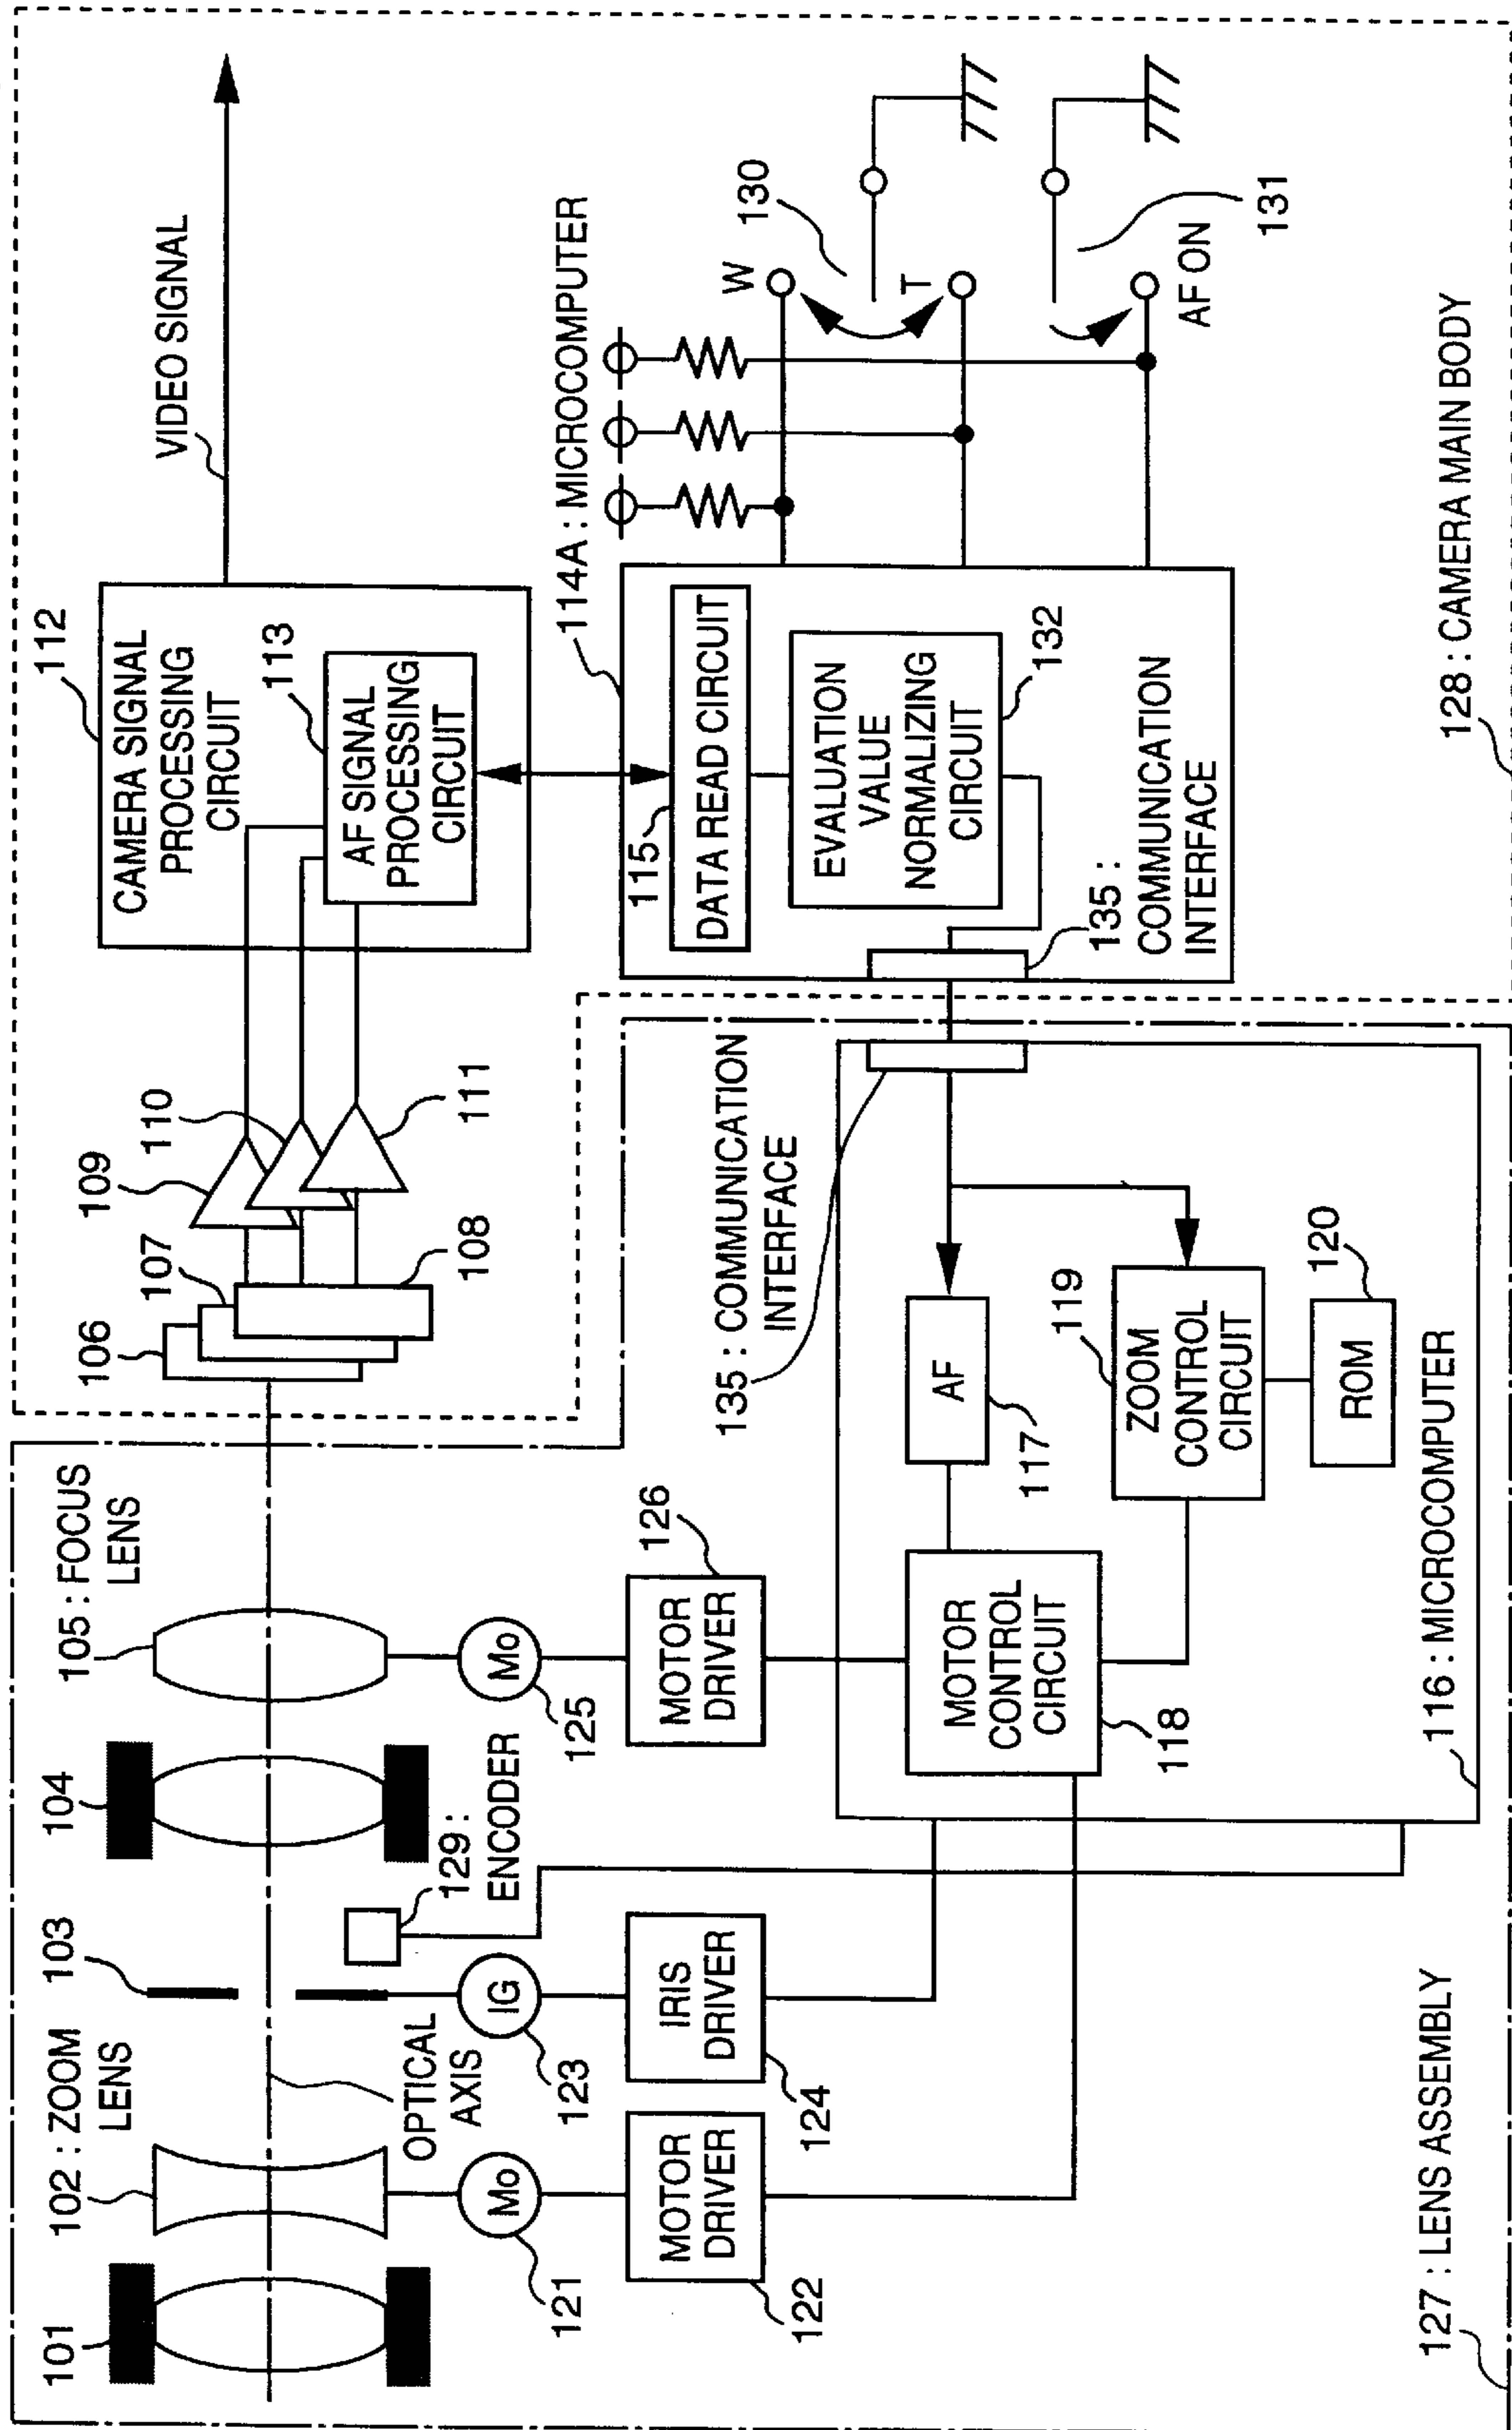 101
102 : ZOOM
LENS
103
104
105 : FOCUS
LENS
106
107
108
109
110
111
112
CAMERA SIGNAL
PROCESSING
CIRCUIT
113
AF SIGNAL
PROCESSING
CIRCUIT
VIDEO SIGNAL
OPTICAL
AXIS
129 :
ENCODER
Mo
121
IG
123
Mo
125
MOTOR
DRIVER
122
IRIS
DRIVER
124
MOTOR
DRIVER
126
135 : COMMUNICATION
INTERFACE
114A : MICROCOMPUTER
115
DATA READ CIRCUIT
EVALUATION
VALUE
NORMALIZING
CIRCUIT
132
135 :
COMMUNICATION
INTERFACE
W
130
T
131
AF ON
MOTOR
CONTROL
CIRCUIT
118
AF
117
119
ZOOM
CONTROL
CIRCUIT
120
ROM
116 : MICROCOMPUTER
127 : LENS ASSEMBLY
128 : CAMERA MAIN BODY